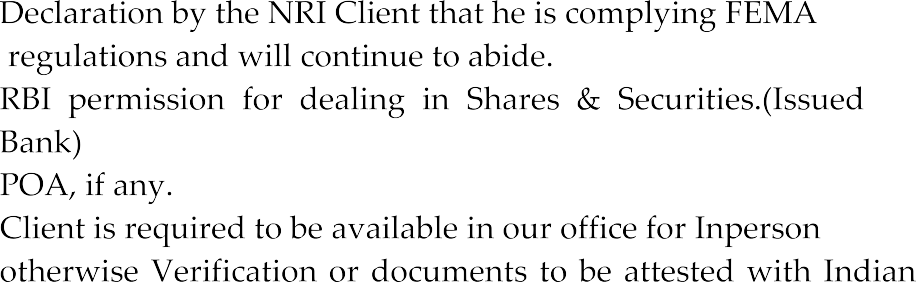 Declaration by the NRI Client that he is complying FEMA
regulations and will continue to abide.
RBI permission for dealing in Shares & Securities.(Issued
Bank)
POA, if any.
Client is required to be available in our office for Inperson
otherwise Verification or documents to be attested with Indian